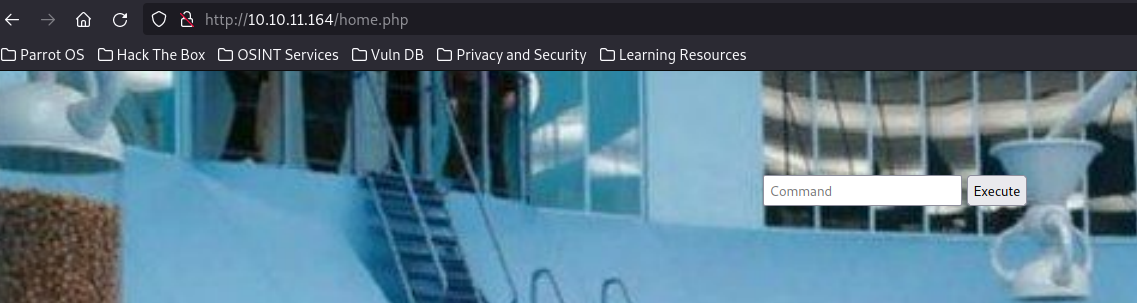 http://10.10.11.164/home.php
Parrot OS Hack The Box OSINT Services Vuln DB Privacy and Security Learning Resources
Command Execute